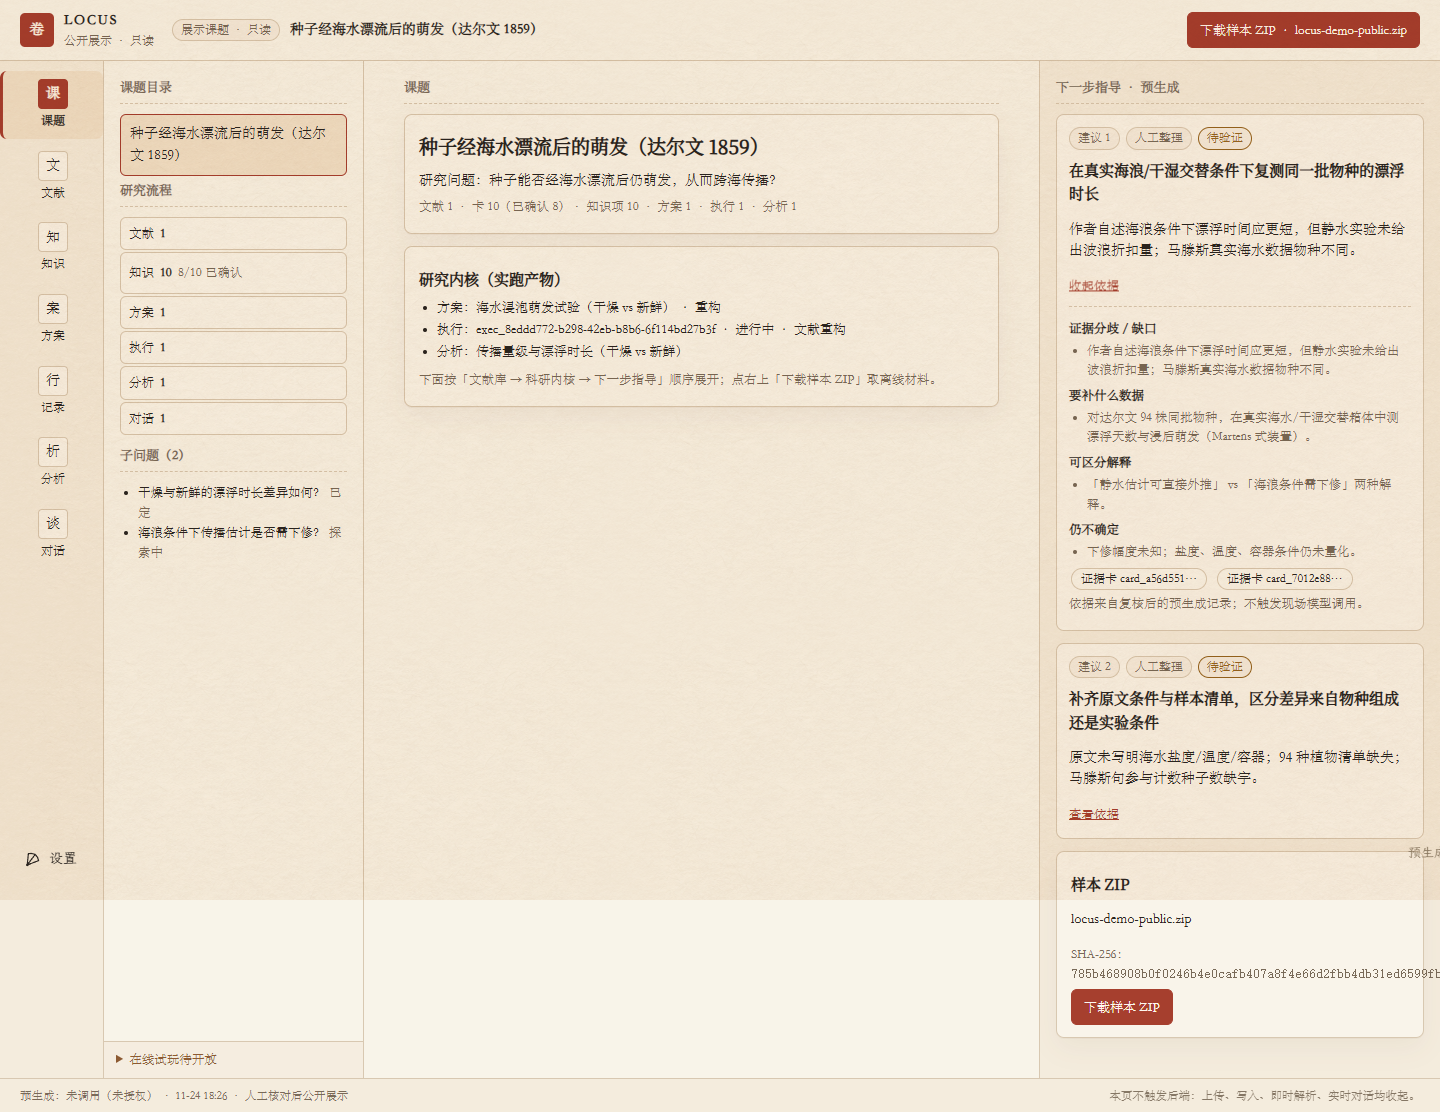 卷
LOCUS
公开展示 · 只读
展示课题 · 只读
种子经海水漂流后的萌发（达尔文 1859）
下载样本 ZIP · locus-demo-public.zip
课
课题
文
文献
知
知识
案
方案
行
记录
析
分析
谈
对话
设置
课题目录
种子经海水漂流后的萌发（达尔
文 1859）
研究流程
文献 1
知识 10 8/10 已确认
方案 1
执行 1
分析 1
对话 1
子问题（2）
干燥与新鲜的漂浮时长差异如何？ 已
定
海浪条件下传播估计是否需下修？ 探
索中
在线试玩待开放
课题
种子经海水漂流后的萌发（达尔文 1859）
研究问题：种子能否经海水漂流后仍萌发，从而跨海传播？
文献 1 · 卡 10（已确认 8） · 知识项 10 · 方案 1 · 执行 1 · 分析 1
研究内核（实跑产物）
方案：海水浸泡萌发试验（干燥 vs 新鲜） · 重构
执行：exec_8eddd772-b298-42eb-b8b6-6f114bd27b3f · 进行中 · 文献重构
分析：传播量级与漂浮时长（干燥 vs 新鲜）
下面按「文献库 → 科研内核 → 下一步指导」顺序展开；点右上「下载样本 ZIP」取离线材料。
下一步指导 · 预生成
建议 1
人工整理
待验证
在真实海浪/干湿交替条件下复测同一批物种的漂浮
时长
作者自述海浪条件下漂浮时间应更短，但静水实验未给
出波浪折扣量；马滕斯真实海水数据物种不同。
收起依据
证据分歧 / 缺口
作者自述海浪条件下漂浮时间应更短，但静水实验未给出
波浪折扣量；马滕斯真实海水数据物种不同。
要补什么数据
对达尔文 94 株同批物种，在真实海水/干湿交替箱体中测
漂浮天数与浸后萌发（Martens 式装置）。
可区分解释
「静水估计可直接外推」 vs 「海浪条件需下修」两种解
释。
仍不确定
下修幅度未知；盐度、温度、容器条件仍未量化。
证据卡 card_a56d551…
证据卡 card_7012e88…
依据来自复核后的预生成记录；不触发现场模型调用。
建议 2
人工整理
待验证
补齐原文条件与样本清单，区分差异来自物种组成
还是实验条件
原文未写明海水盐度/温度/容器；94 种植物清单缺失；
马滕斯旬参与计数种子数缺字。
查看依据
预生成
样本 ZIP
locus-demo-public.zip
SHA-256:
785b468908b0f0246b4e0cafb407a8f4e66d2fbb4db31ed6599fb
下载样本 ZIP
预生成：未调用（未授权） · 11-24 18:26 · 人工核对后公开展示
本页不触发后端：上传、写入、即时解析、实时对话均收起。